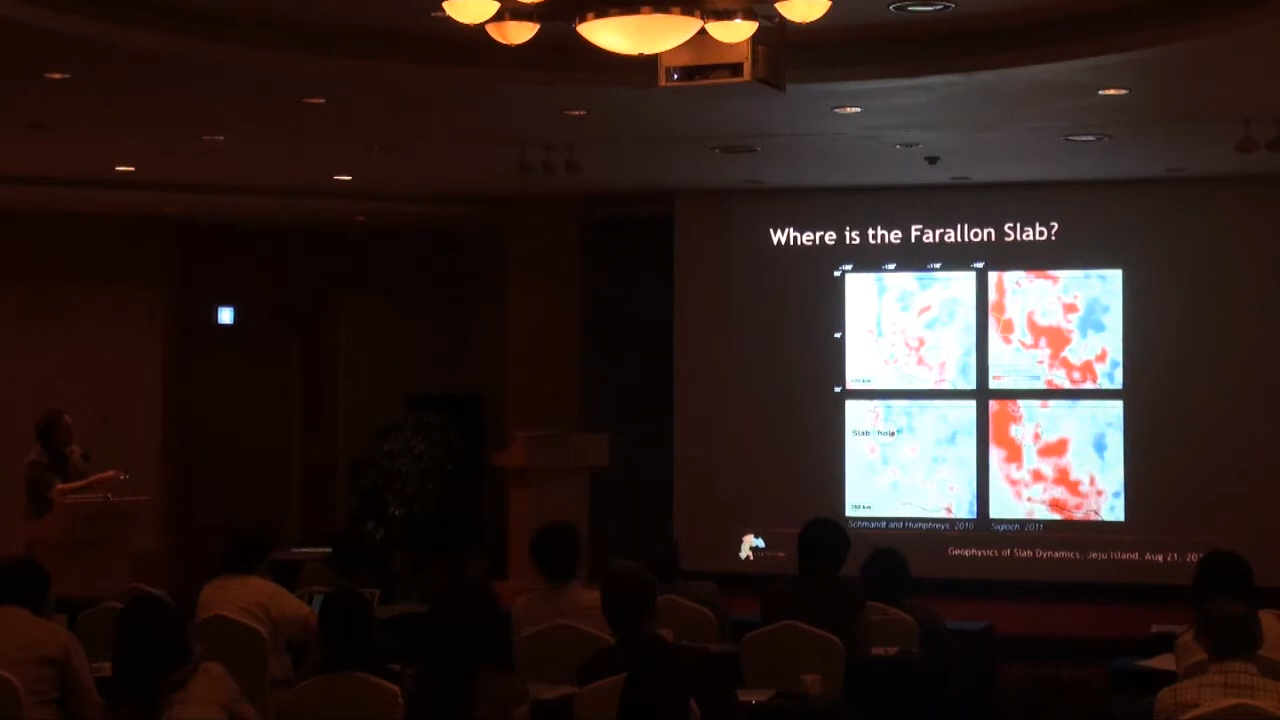 Where is the Farallon Slab?
Slab "hole"
Schmandt and Humphreys, 2010
Sigloch, 2011
Geophysics of Slab Dynamics, Jeju Island, Aug 21,